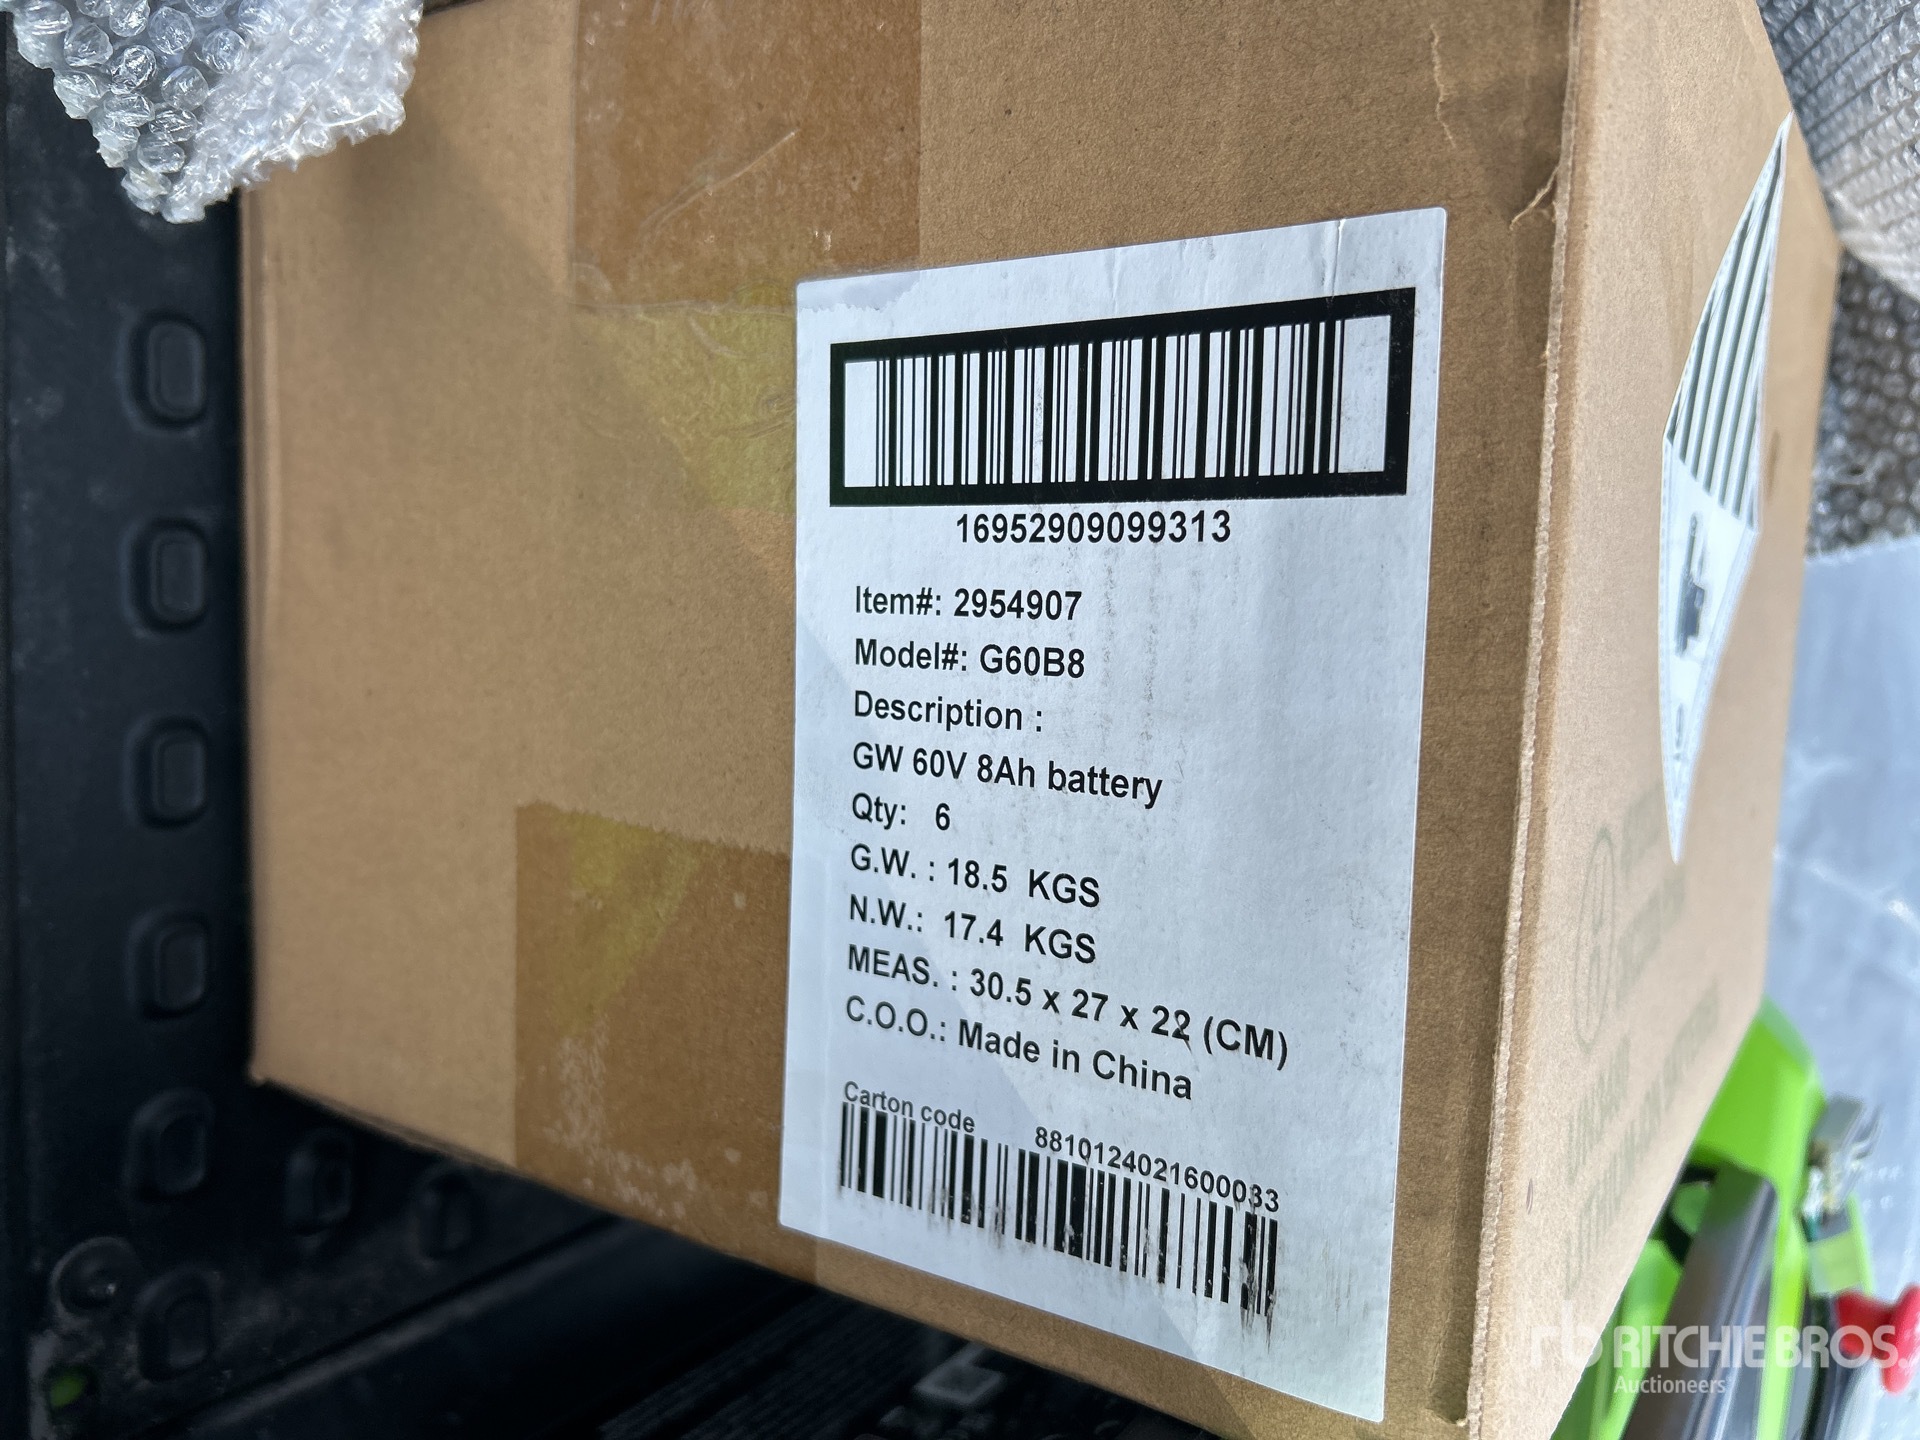 16952909099313
Item#: 2954907
Model#: G60B8
Description :
GW 60V 8Ah battery
Qty: 6
G.W. : 18.5 KGS
N.W.: 17.4 KGS
MEAS. : 30.5 x 27 x 22 (CM)
C.O.O.: Made in China
Carton code 8810124021600033
RITCHIE BROS.
Auctioneers